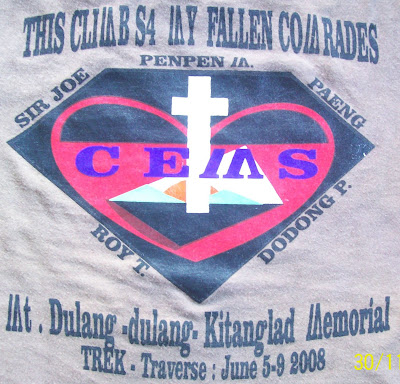 THIS CLIMB S4 MY FALLEN COMRADES
PENPEN M.
SIR JOE
PAENG
CEMS
ROY T.
DODONG P.
Mt. Dulang-dulang- Kitanglad Memorial
TREK - Traverse : June 5-9 2008
30/11